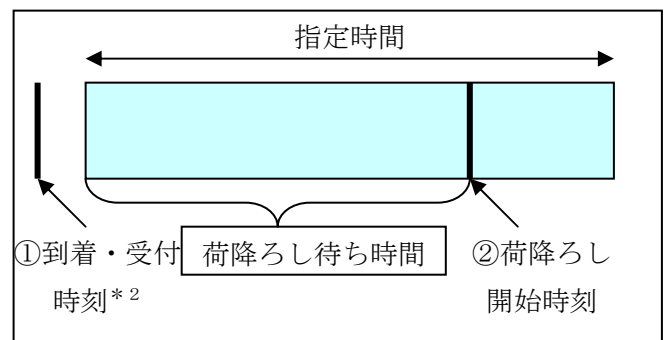 指定時間
①到着・受付
時刻*2
荷降ろし待ち時間
②荷降ろし
開始時刻